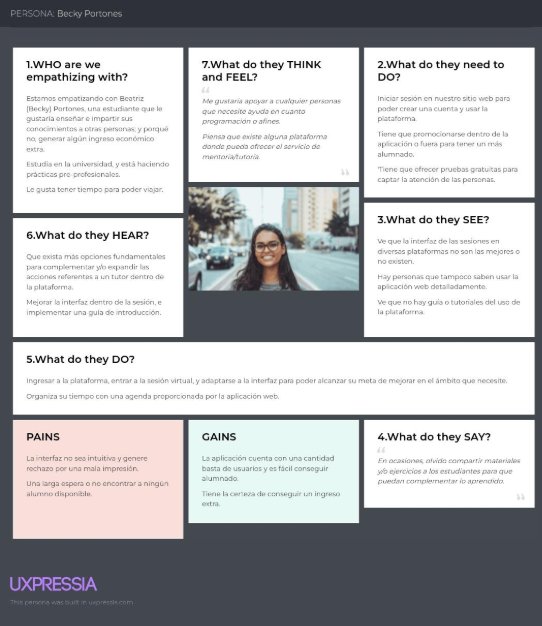 PERSONA: Becky Portones
1.WHO are we
empathizing with?
Estamos empatizando con Beatriz
(Becky) Portones, una estudiante que le
gustaría enseñar e impartir sus
conocimientos a otras personas; y porqué
no, generar algún ingreso económico
extra.
Estudia en la universidad, y está haciendo
prácticas pre-profesionales.
Le gusta tener tiempo para poder viajar.
7.What do they THINK
and FEEL?
“
Me gustaría apoyar a cualquier personas
que necesite ayuda en cuanto
programación o afines.
Piensa que existe alguna plataforma
donde pueda ofrecer el servicio de
mentoría/tutoría.
”
2.What do they need to
DO?
Iniciar sesión en nuestro sitio web para
poder crear una cuenta y usar la
plataforma.
Tiene que promocionarse dentro de la
aplicación o fuera para tener un más
alumnado.
Tiene que ofrecer pruebas gratuitas para
captar la atención de las personas.
6.What do they HEAR?
Que exista más opciones fundamentales
para complementar y/o expandir las
acciones referentes a un tutor dentro de
la plataforma.
Mejorar la interfaz dentro de la sesión, e
implementar una guía de introducción.
3.What do they SEE?
Ve que la interfaz de las sesiones en
diversas plataformas no son las mejores o
no existen.
Hay personas que tampoco saben usar la
aplicación web detalladamente.
Ve que no hay guía o tutoriales del uso de
la plataforma.
5.What do they DO?
Ingresar a la plataforma, entrar a la sesión virtual, y adaptarse a la interfaz para poder alcanzar su meta de mejorar en el ámbito que necesite.
Organiza su tiempo con una agenda proporcionada por la aplicación web.
PAINS
La interfaz no sea intuitivo y genere
rechazo por una mala impresión.
Una larga espera o no encontrar a ningún
alumno disponible.
GAINS
La aplicación cuenta con una cantidad
basta de usuarios y es fácil conseguir
alumnado.
Tiene la certeza de conseguir un ingreso
extra.
4.What do they SAY?
“
En ocasiones, olvido compartir materiales
y/o ejercicios a los estudiantes para que
puedan complementar lo aprendido.
”
UXPRESSIA
This persona was built in uxpressia.com